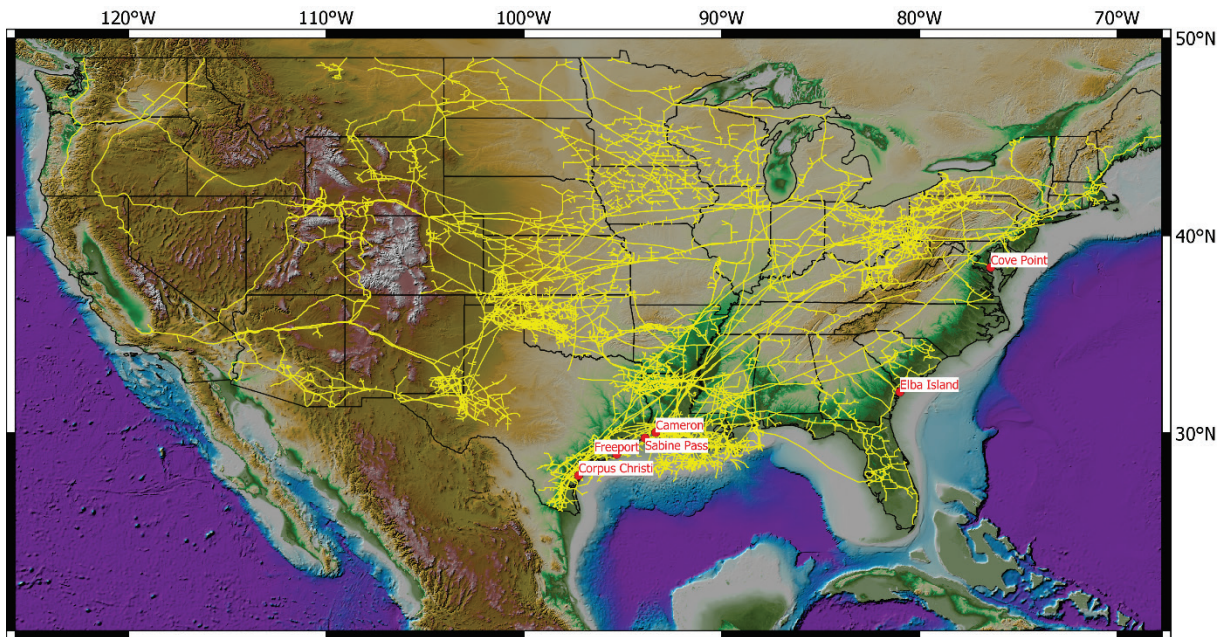 120°W 110°W 100°W 90°W 80°W 70°W
50°N
40°N
Cove Point
Elba Island
Cameron
Freeport Sabine Pass
30°N
Corpus Christi